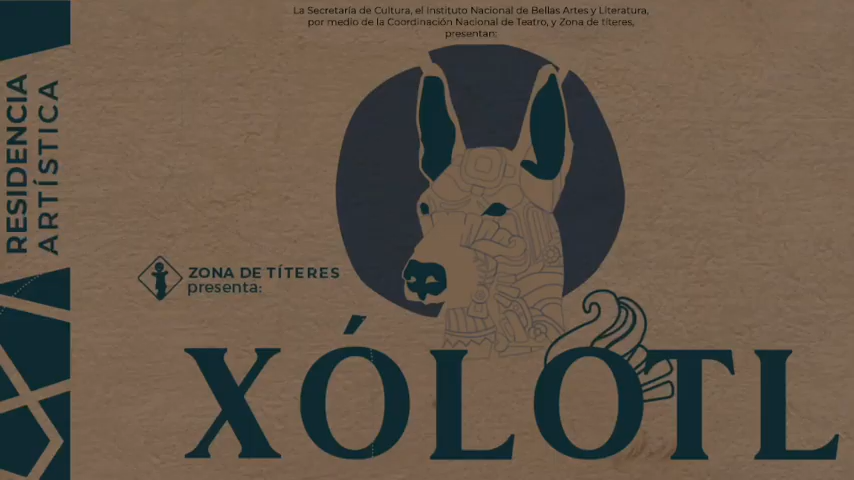 La Secretaría de Cultura, el Instituto Nacional de Bellas Artes y Literatura,
por medio de la Coordinación Nacional de Teatro, y Zona de títeres,
presentan:
RESIDENCIA
ARTÍSTICA
ZONA DE TÍTERES
presenta:
XÓLOTL